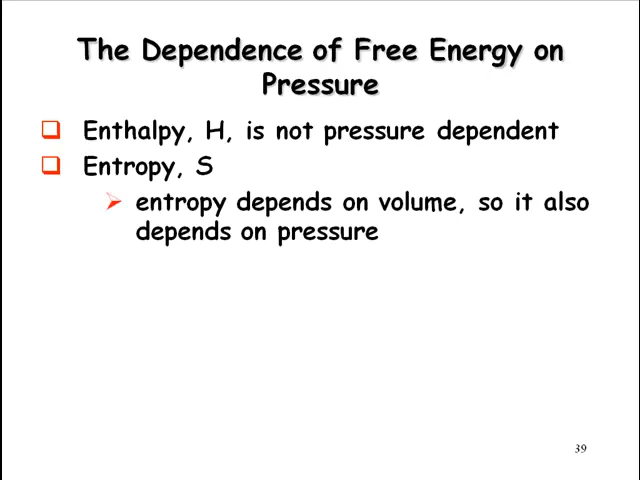 The Dependence of Free Energy on
Pressure
Enthalpy, H, is not pressure dependent
Entropy, S
entropy depends on volume, so it also
depends on pressure
39